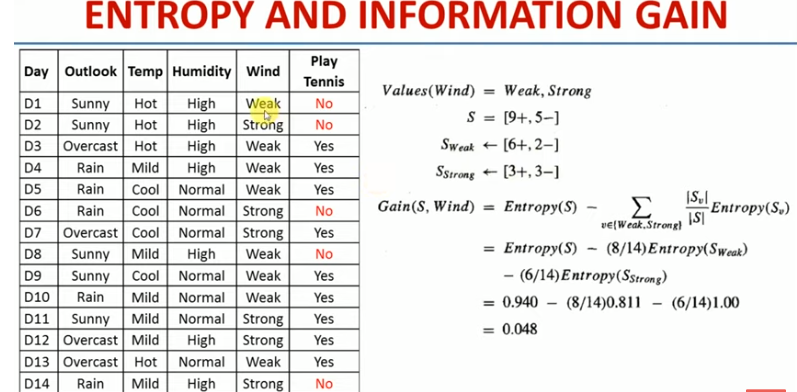 ENTROPY AND INFORMATION GAIN
Day Outlook Temp Humidity Wind Play Tennis
D1 Sunny Hot High Weak No
D2 Sunny Hot High Strong No
D3 Overcast Hot High Weak Yes
D4 Rain Mild High Weak Yes
D5 Rain Cool Normal Weak Yes
D6 Rain Cool Normal Strong No
D7 Overcast Cool Normal Strong Yes
D8 Sunny Mild High Weak No
D9 Sunny Cool Normal Weak Yes
D10 Rain Mild Normal Weak Yes
D11 Sunny Mild Normal Strong Yes
D12 Overcast Mild High Strong Yes
D13 Overcast Hot Normal Weak Yes
D14 Rain Mild High Strong No
Values(Wind) = Weak, Strong
S = [9+, 5−]
S_Weak ← [6+, 2−]
S_Strong ← [3+, 3−]
Gain(S, Wind) = Entropy(S) − ∑_{v∈{Weak,Strong}} |S_v|/|S| Entropy(S_v)
= Entropy(S) − (8/14)Entropy(S_Weak)
− (6/14)Entropy(S_Strong)
= 0.940 − (8/14)0.811 − (6/14)1.00
= 0.048